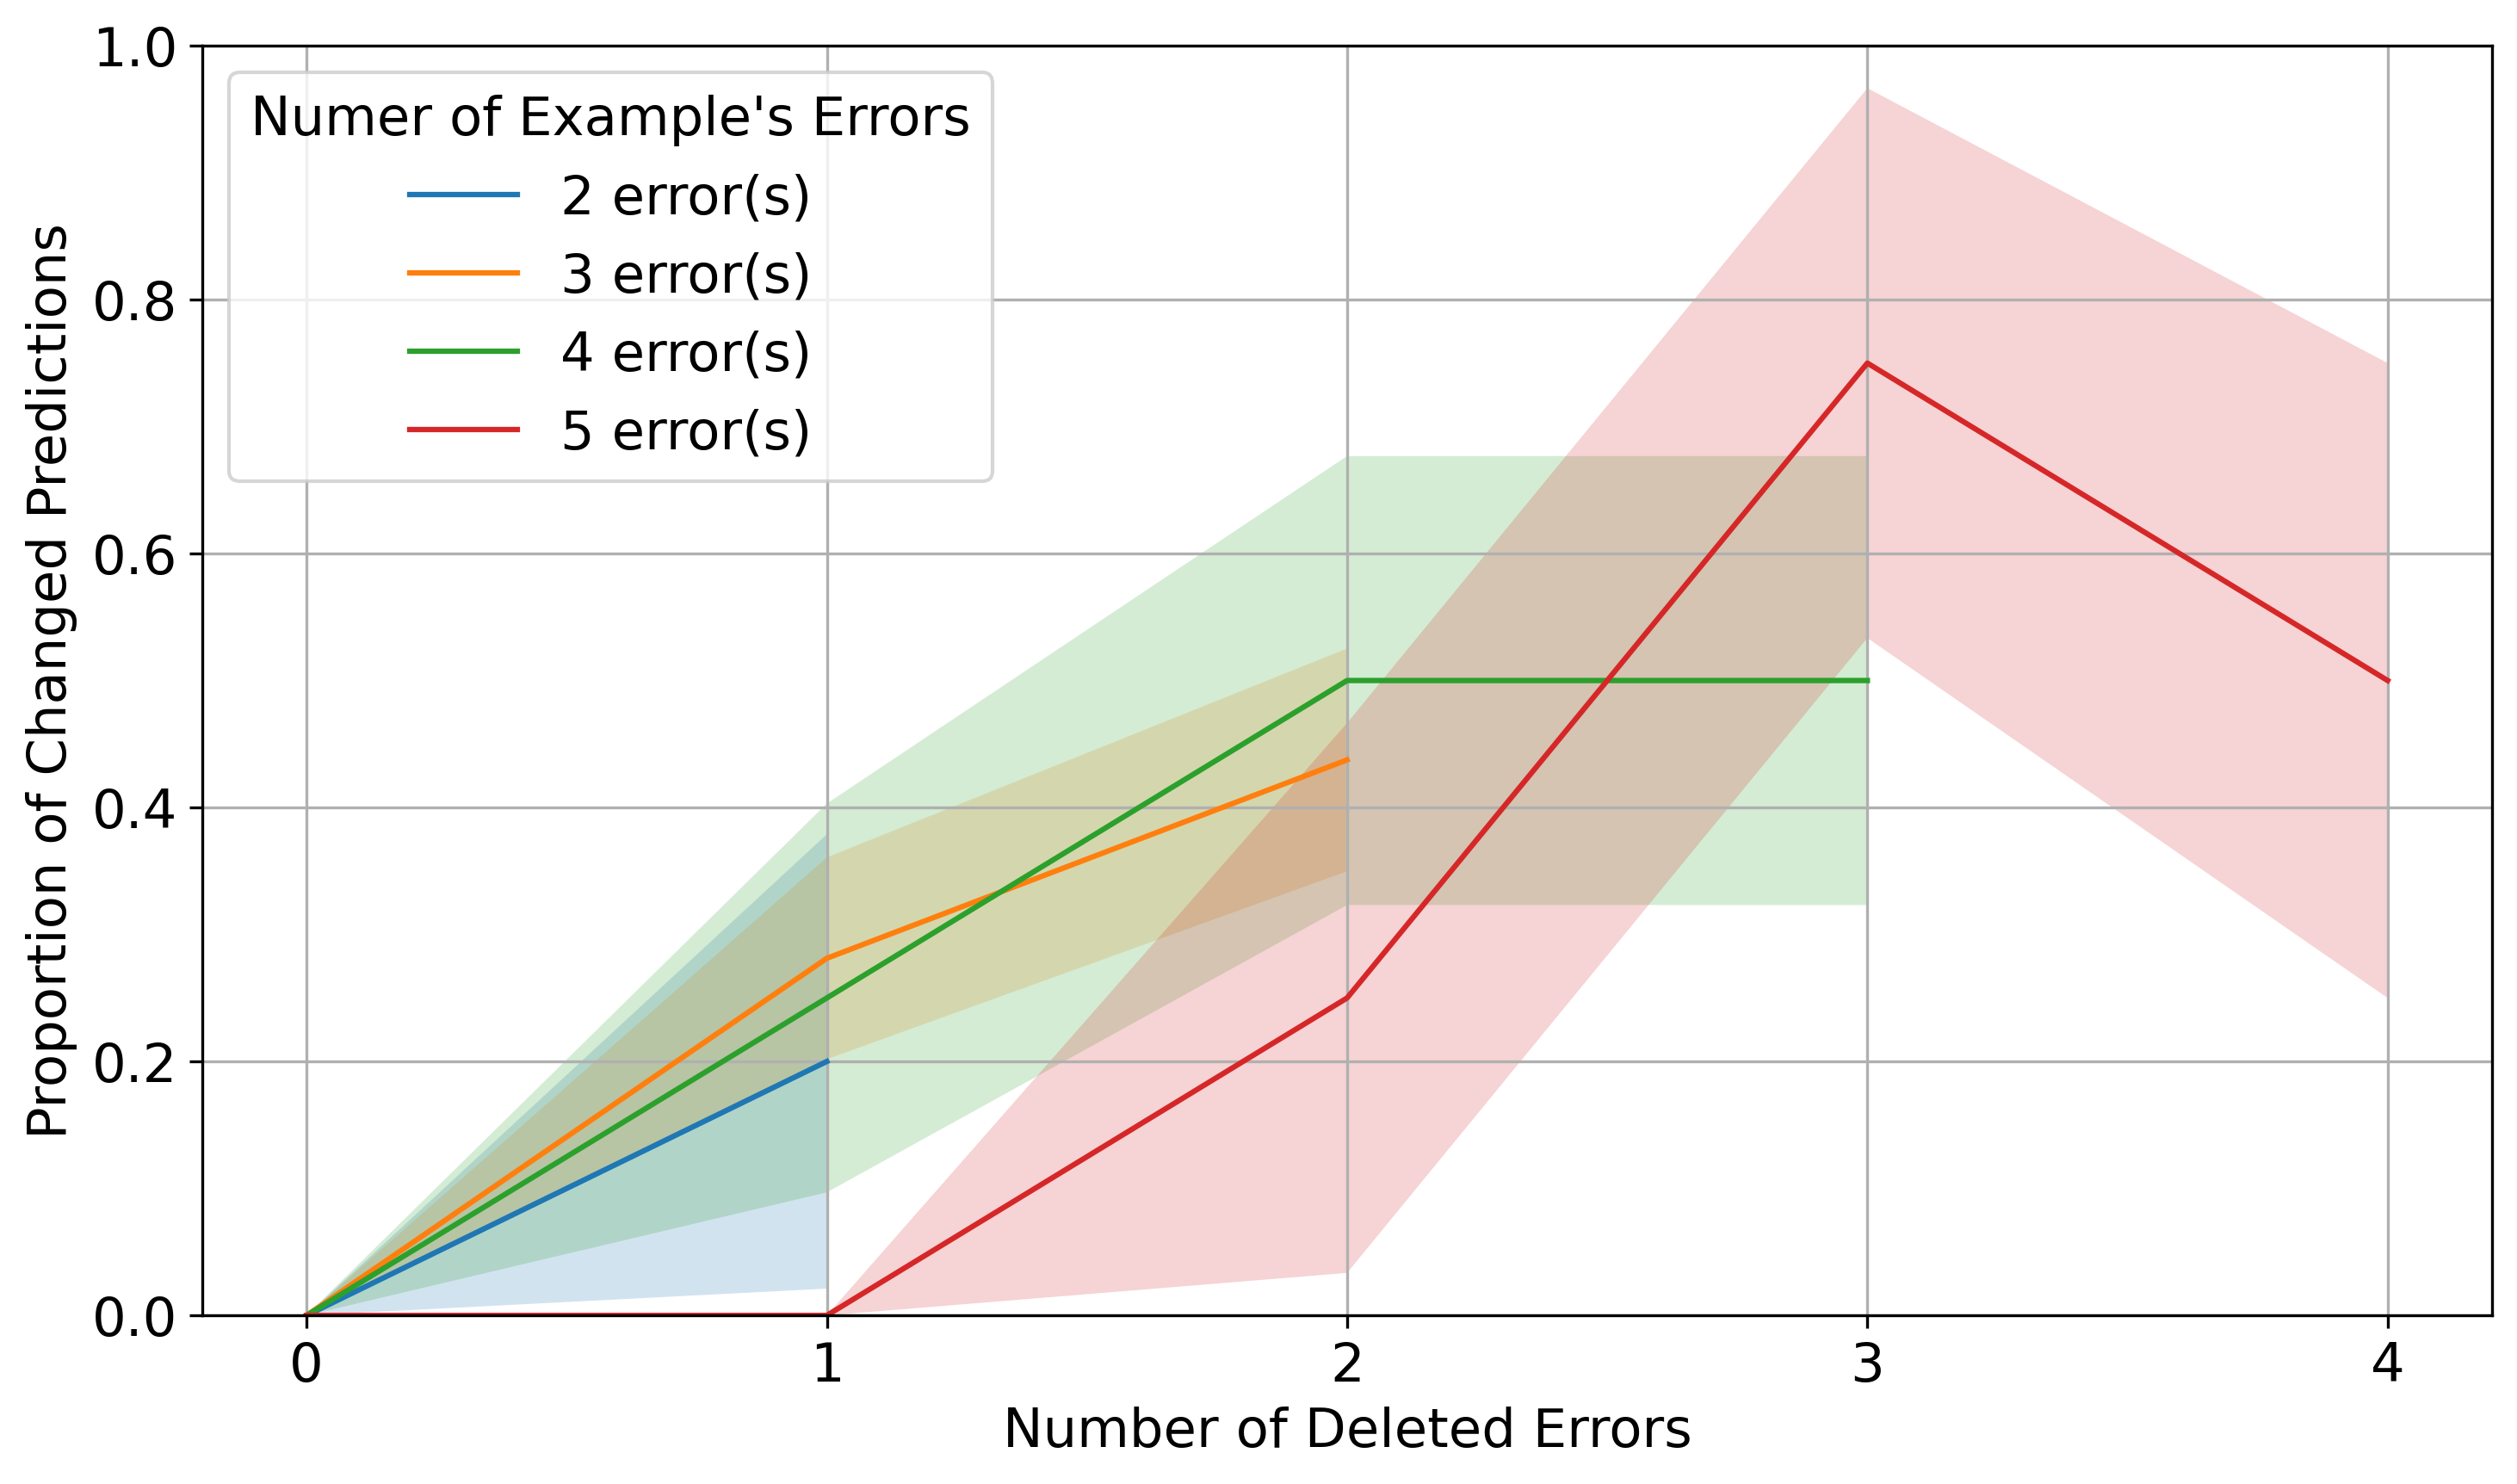 Numer of Example's Errors
2 error(s)
3 error(s)
4 error(s)
5 error(s)
Proportion of Changed Predictions
1.0
0.8
0.6
0.4
0.2
0.0
0 1 2 3 4
Number of Deleted Errors